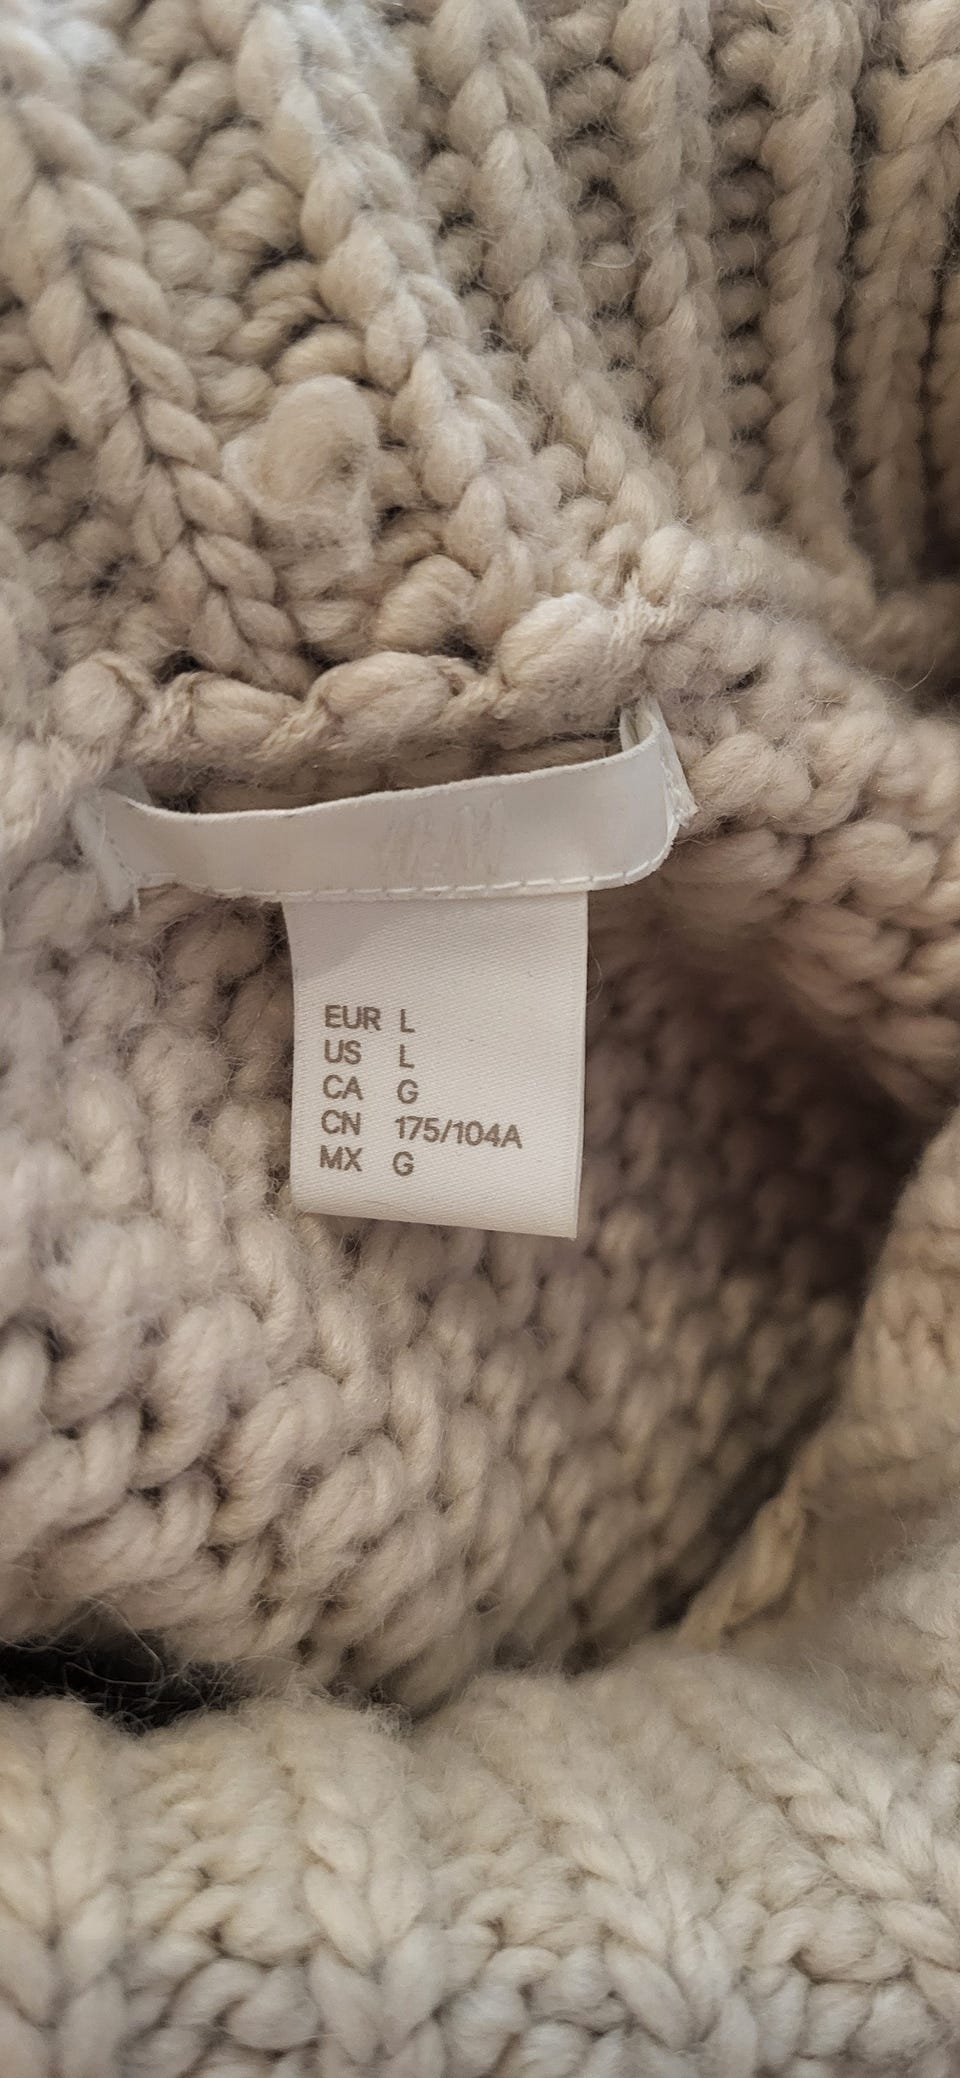 EUR L
US L
CA G
CN 175/104A
MX G